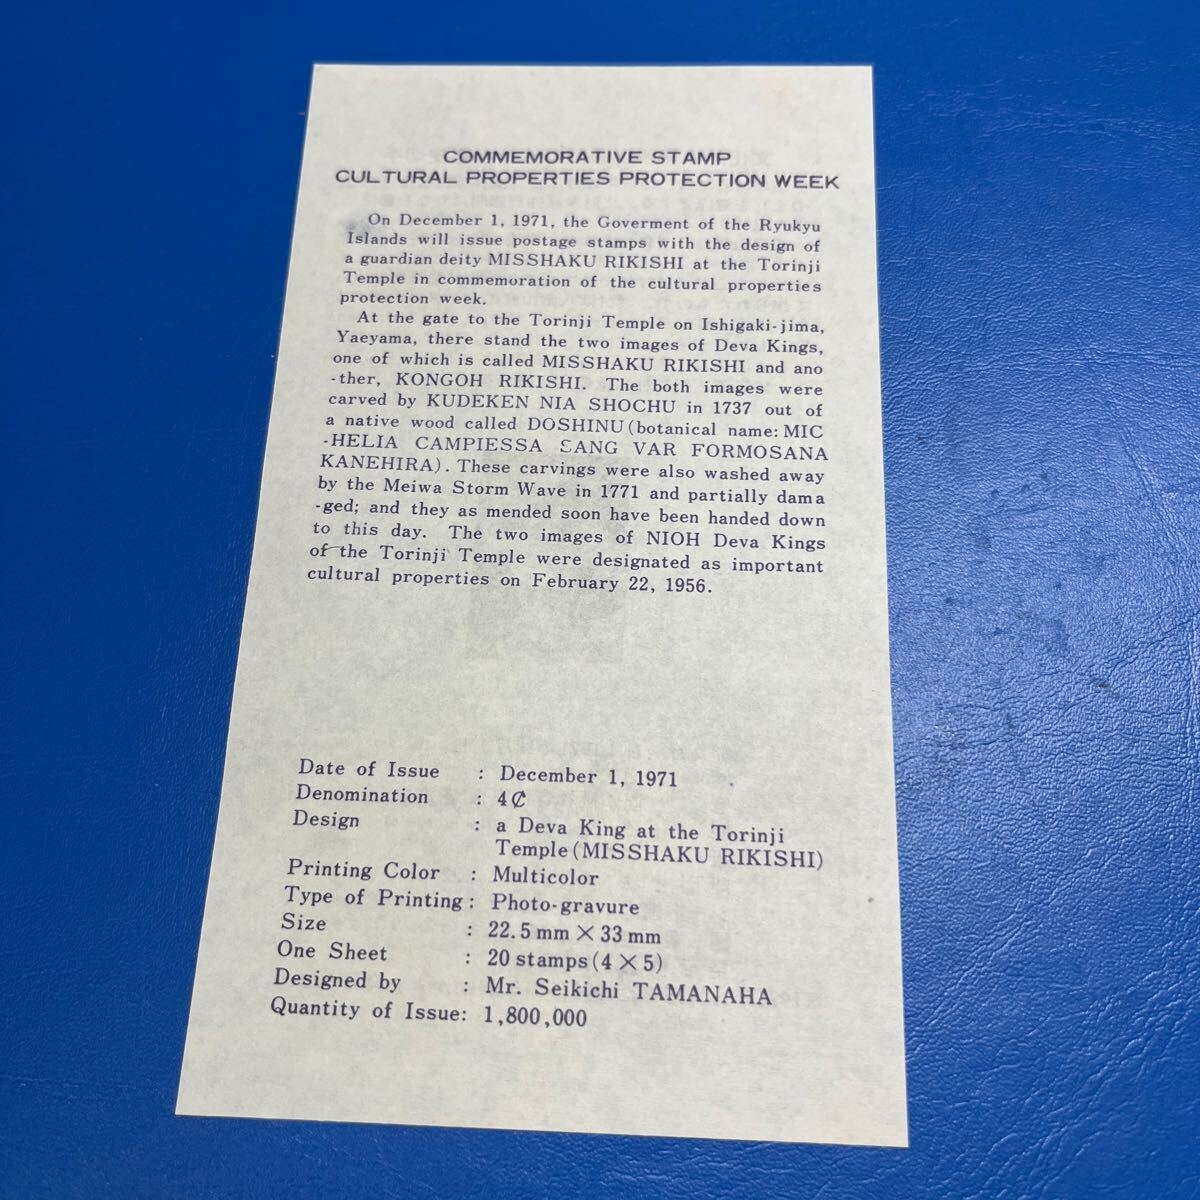 COMMEMORATIVE STAMP
CULTURAL PROPERTIES PROTECTION WEEK
On December 1, 1971, the Goverment of the Ryukyu
Islands will issue postage stamps with the design of
a guardian deity MISSHAKU RIKISHI at the Torinji
Temple in commemoration of the cultural properties
protection week.
At the gate to the Torinji Temple on Ishigaki-jima,
Yaeyama, there stand the two images of Deva Kings,
one of which is called MISSHAKU RIKISHI and ano
-ther, KONGOH RIKISHI. The both images were
carved by KUDEKEN NIA SHOCHU in 1737 out of
a native wood called DOSHINU (botanical name: MIC
-HELIA CAMPIESSA SANG VAR FORMOSANA
KANEHIRA). These carvings were also washed away
by the Meiwa Storm Wave in 1771 and partially dama
-ged; and they as mended soon have been handed down
to this day. The two images of NIOH Deva Kings
of the Torinji Temple were designated as important
cultural properties on February 22, 1956.
Date of Issue : December 1, 1971
Denomination : 4₵
Design : a Deva King at the Torinji
Temple (MISSHAKU RIKISHI)
Printing Color : Multicolor
Type of Printing : Photo-gravure
Size : 22.5 mm × 33 mm
One Sheet : 20 stamps (4 × 5)
Designed by : Mr. Seikichi TAMANAHA
Quantity of Issue: 1,800,000